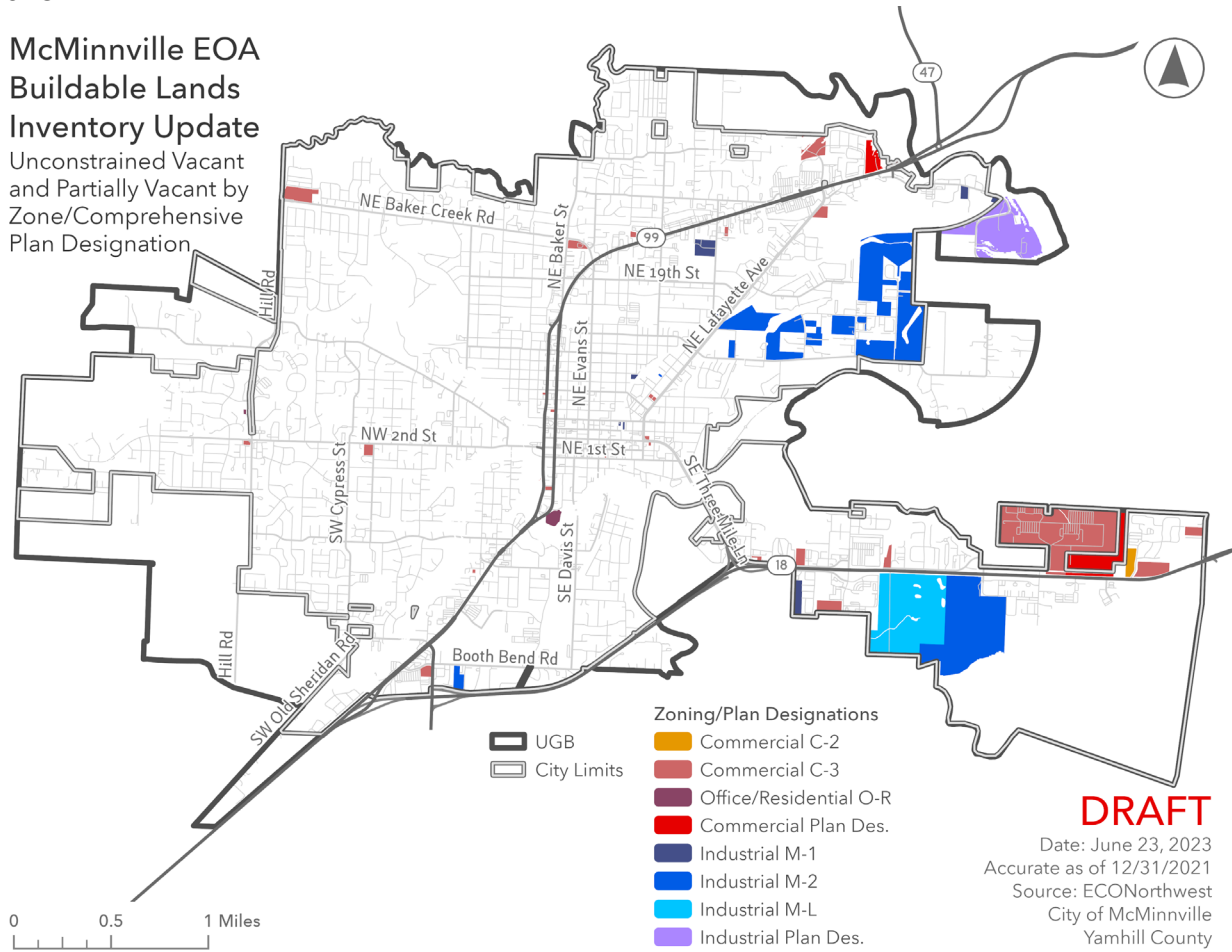 McMinnville EOA
Buildable Lands
Inventory Update
Unconstrained Vacant
and Partially Vacant by
Zone/Comprehensive
Plan Designation
47
NE Baker Creek Rd
NE Baker St
99
NE 19th St
Hill Rd
NE Lafayette Ave
NE Evans St
NW 2nd St
NE 1st St
SW Cypress St
SE Three Mile Ln
SE Davis St
18
Hill Rd
Booth Bend Rd
SW Old Sheridan Rd
UGB
City Limits
Zoning/Plan Designations
Commercial C-2
Commercial C-3
Office/Residential O-R
Commercial Plan Des.
Industrial M-1
Industrial M-2
Industrial M-L
Industrial Plan Des.
DRAFT
Date: June 23, 2023
Accurate as of 12/31/2021
Source: ECONorthwest
City of McMinnville
Yamhill County
0 0.5 1 Miles